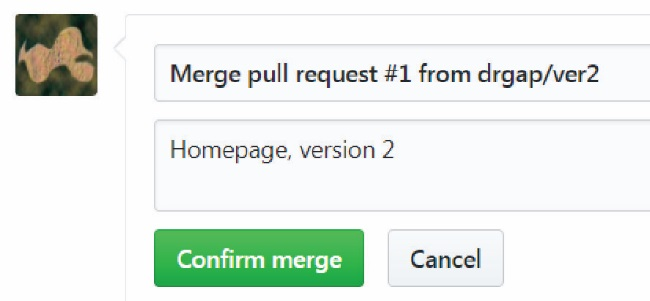 Merge pull request #1 from drgap/ver2
Homepage, version 2
Confirm merge
Cancel